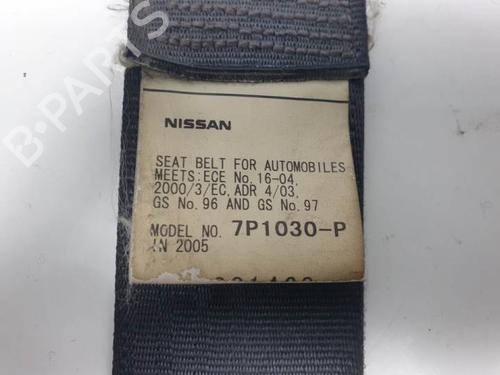 NISSAN
SEAT BELT FOR AUTOMOBILES
MEETS:ECE No. 16-04,
2000/3/EC, ADR 4/03,
GS No. 96 AND GS No. 97
MODEL NO. 7P1030-P
IN 2005
B-PARTS